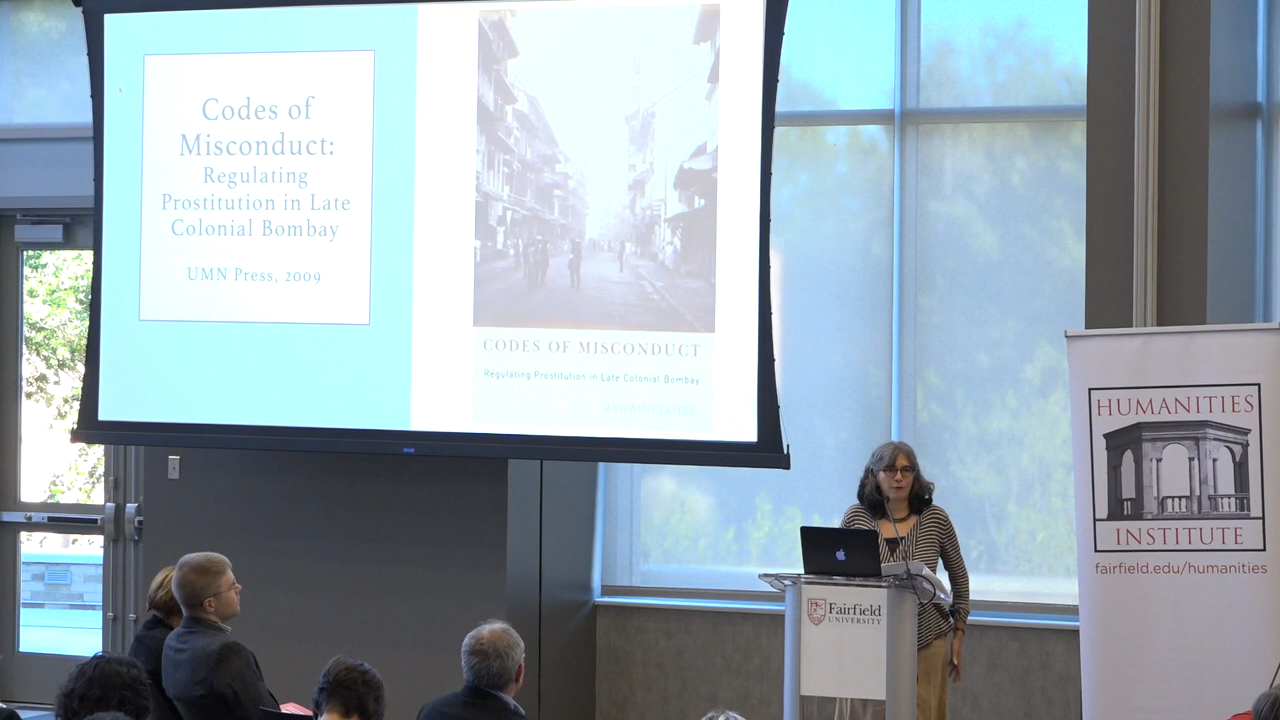 Codes of
Misconduct:
Regulating
Prostitution in Late
Colonial Bombay
UMN Press, 2009
CODES OF MISCONDUCT
Regulating Prostitution in Late Colonial Bombay
ASHWINI TAMBE
Fairfield
UNIVERSITY
HUMANITIES
INSTITUTE
fairfield.edu/humanities